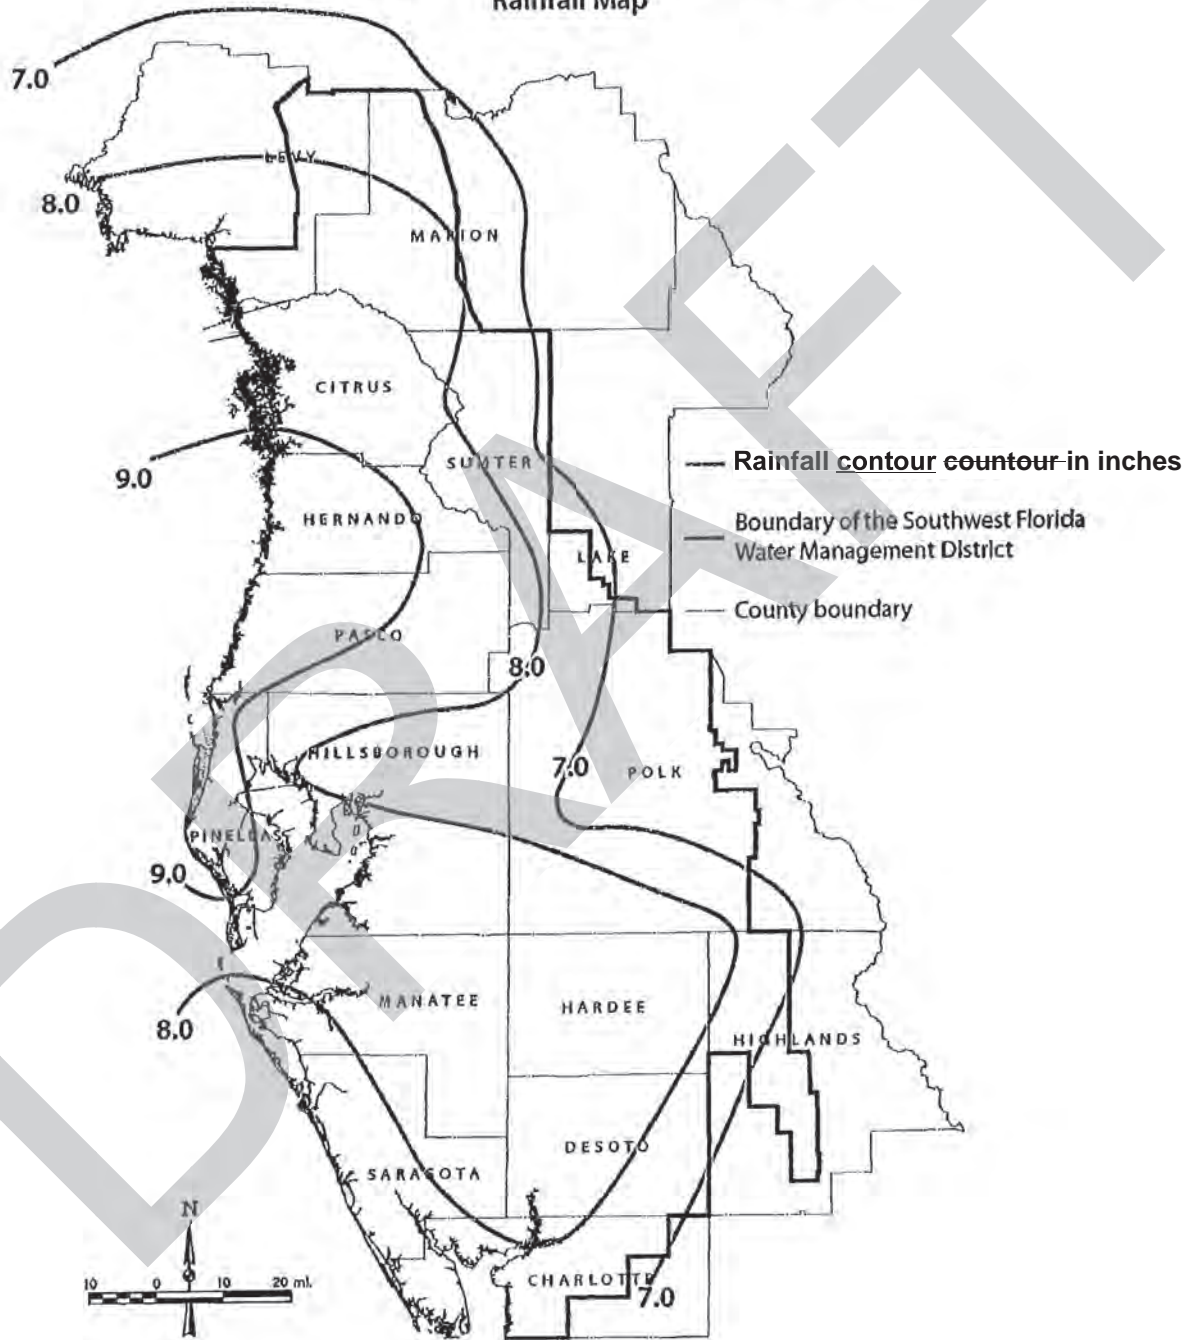 Rainfall Map
7.0
LEVY
8.0
MARION
CITRUS
9.0
SUMTER
Rainfall contour countour in inches
HERNANDO
Boundary of the Southwest Florida
Water Management District
LAKE
County boundary
PASCO
8.0
HILLSBOROUGH
7.0
POLK
PINELLAS
9.0
MANATEE
HARDEE
8.0
HIGHLANDS
DESOTO
SARASOTA
N
CHARLOTTE
7.0
10 0 10 20 mi.
DRAFT